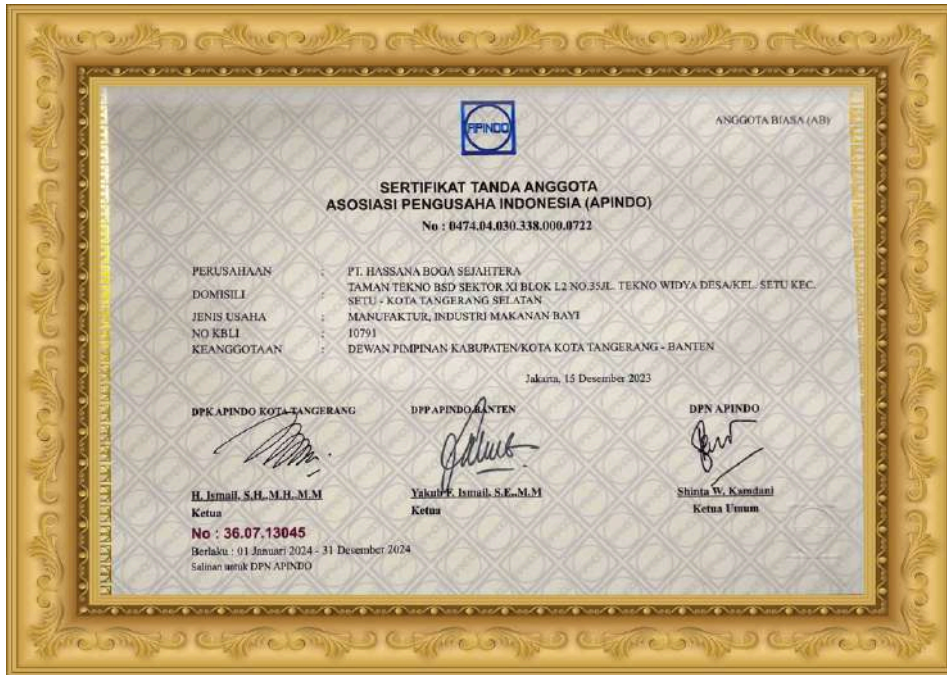 APINDO
ANGGOTA BIASA (AB)
SERTIFIKAT TANDA ANGGOTA
ASOSIASI PENGUSAHA INDONESIA (APINDO)
No : 0474.04.030.338.000.0722
PERUSAHAAN : PT. HASSANA BOGA SEJAHTERA
DOMISILI : TAMAN TEKNO BSD SEKTOR XI BLOK L2 NO.35JL. TEKNO WIDYA DESA/KEL. SETU KEC. SETU - KOTA TANGERANG SELATAN
JENIS USAHA : MANUFAKTUR, INDUSTRI MAKANAN BAYI
NO KBLI : 10791
KEANGGOTAAN : DEWAN PIMPINAN KABUPATEN/KOTA KOTA TANGERANG - BANTEN
Jakarta, 15 Desember 2023
DPK APINDO KOTA TANGERANG
DPP APINDO BANTEN
DPN APINDO
H. Ismail, S.H., M.H., M.M
Yakub F. Ismail, S.E., M.M
Shinta W. Kamdani
Ketua
Ketua
Ketua Umum
No : 36.07.13045
Berlaku : 01 Januari 2024 - 31 Desember 2024
Salinan untuk DPN APINDO